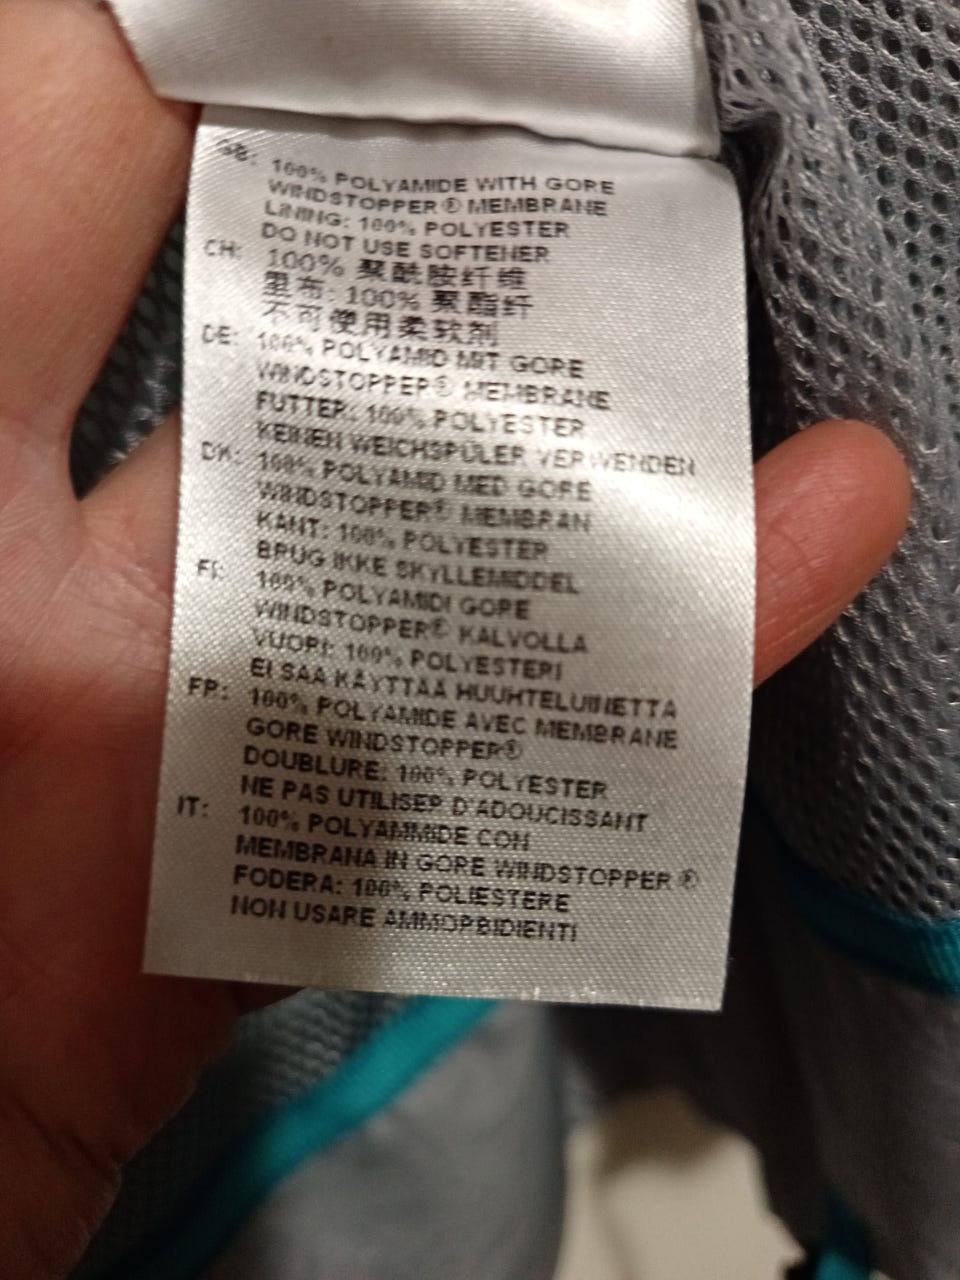 GB: 100% POLYAMIDE WITH GORE
WINDSTOPPER® MEMBRANE
LINING: 100% POLYESTER
DO NOT USE SOFTENER
CH: 100% 聚酰胺纤维
里布: 100% 聚酯纤
不可使用柔软剂
DE: 100% POLYAMID MIT GORE
WINDSTOPPER® MEMBRANE
FUTTER: 100% POLYESTER
KEINEN WEICHSPÜLER VERWENDEN
DK: 100% POLYAMID MED GORE
WINDSTOPPER® MEMBRAN
KANT: 100% POLYESTER
BRUG IKKE SKYLLEMIDDEL
FI: 100% POLYAMIDI GORE
WINDSTOPPER® KALVOLLA
VUORI: 100% POLYESTERI
EI SAA KÄYTTÄÄ HUUHTELUINETTA
FR: 100% POLYAMIDE AVEC MEMBRANE
GORE WINDSTOPPER®
DOUBLURE: 100% POLYESTER
NE PAS UTILISER D'ADOUCISSANT
IT: 100% POLYAMMIDE CON
MEMBRANA IN GORE WINDSTOPPER ®
FODERA: 100% POLIESTERE
NON USARE AMMORBIDIENTI